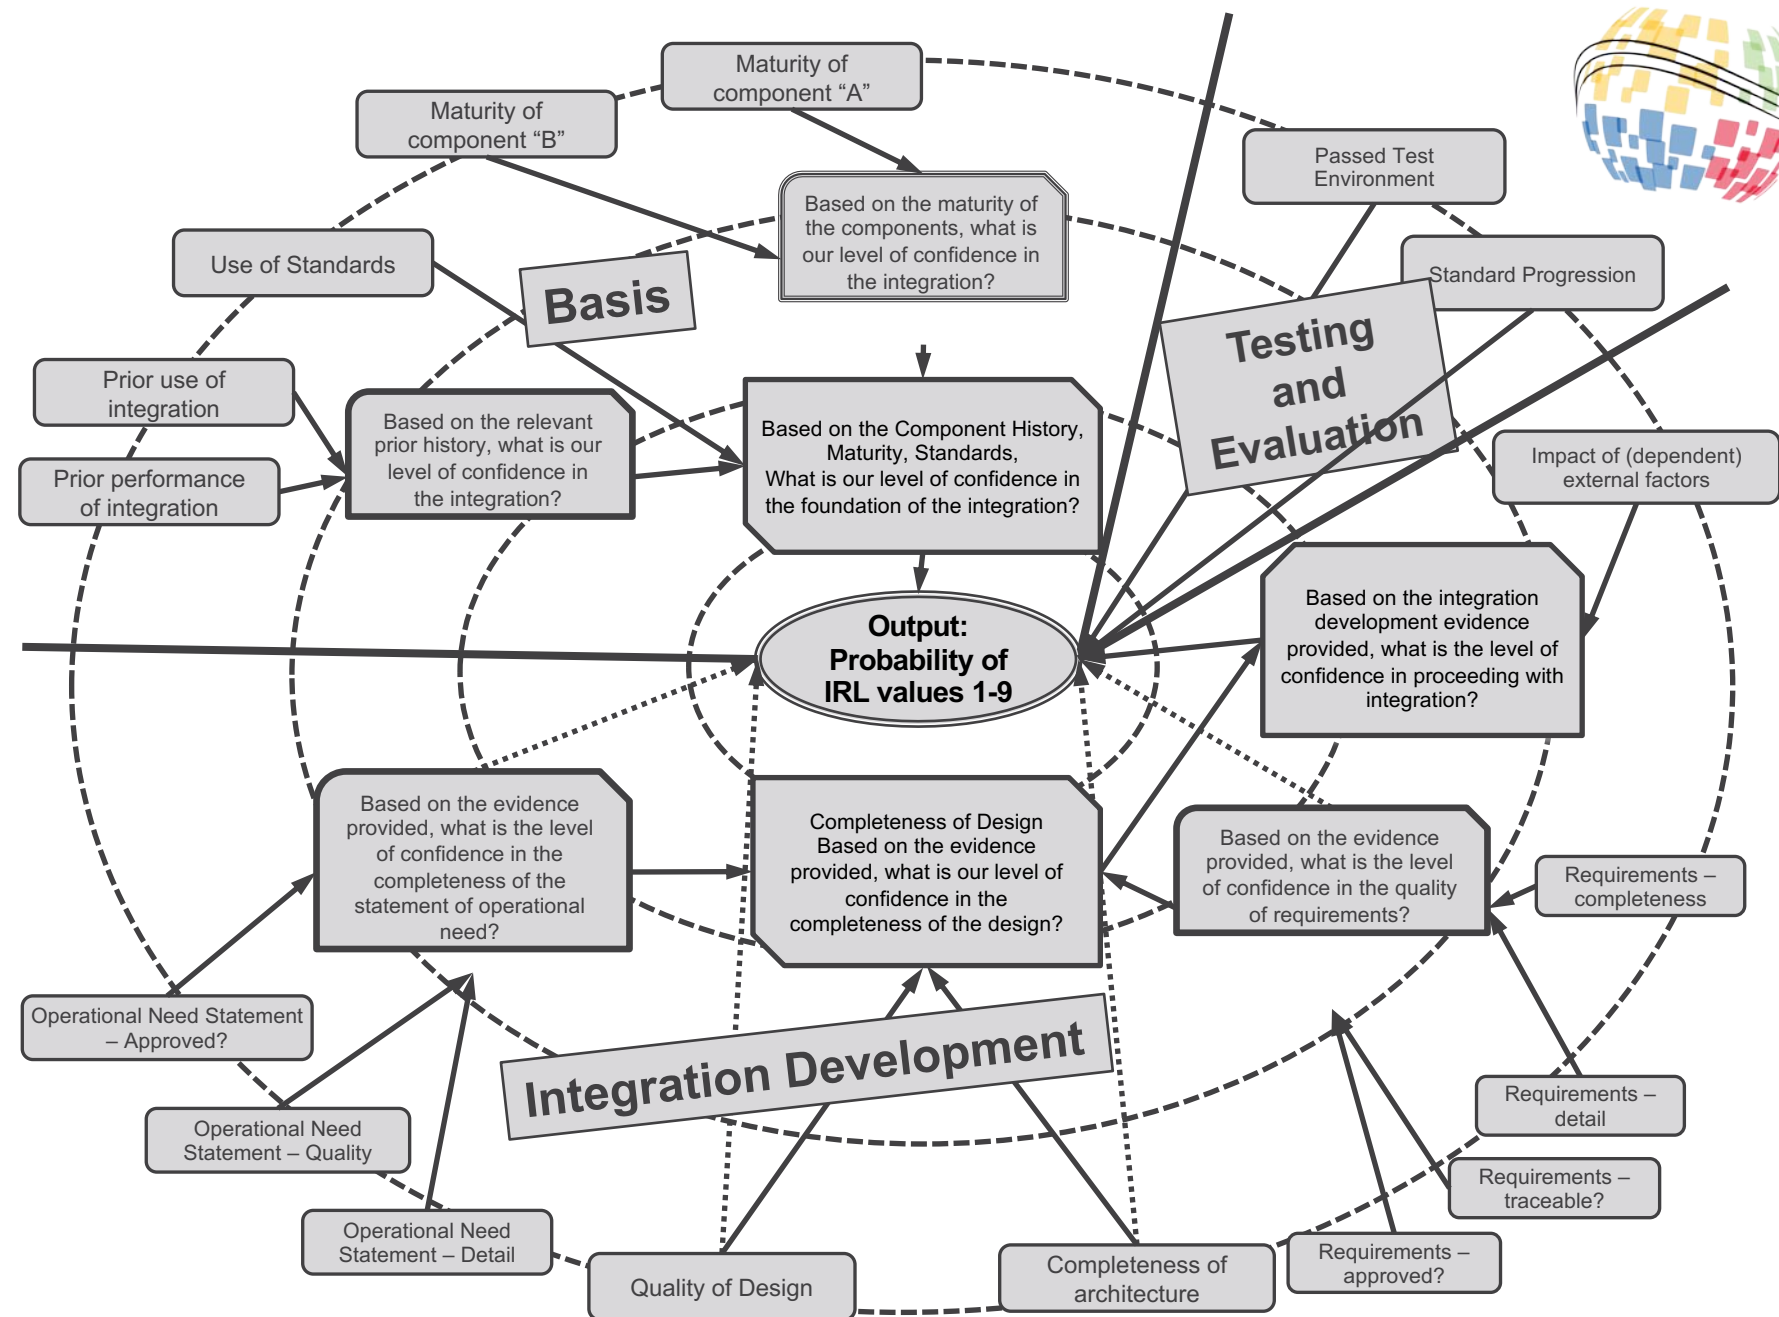 Maturity of
component “A”
Maturity of
component “B”
Passed Test
Environment
Based on the maturity of
the components, what is
our level of confidence in
the integration?
Use of Standards
Basis
Standard Progression
Testing
and
Evaluation
Prior use of
integration
Based on the relevant
prior history, what is our
level of confidence in
the integration?
Based on the Component History,
Maturity, Standards,
What is our level of confidence in
the foundation of the integration?
Prior performance
of integration
Impact of (dependent)
external factors
Output:
Probability of
IRL values 1-9
Based on the integration
development evidence
provided, what is the level of
confidence in proceeding with
integration?
Based on the evidence
provided, what is the level
of confidence in the
completeness of the
statement of operational
need?
Completeness of Design
Based on the evidence
provided, what is our level of
confidence in the
completeness of the design?
Based on the evidence
provided, what is the level
of confidence in the quality
of requirements?
Requirements –
completeness
Operational Need Statement
– Approved?
Integration Development
Requirements –
detail
Operational Need
Statement – Quality
Requirements –
traceable?
Operational Need
Statement – Detail
Quality of Design
Completeness of
architecture
Requirements –
approved?